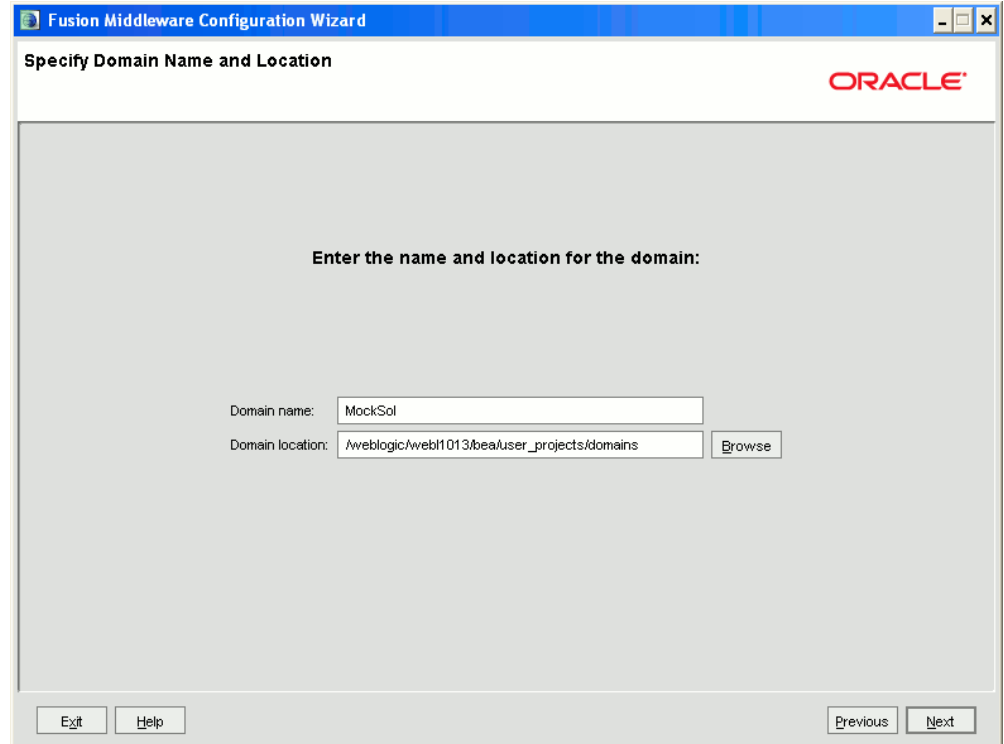 Fusion Middleware Configuration Wizard
Specify Domain Name and Location
ORACLE
Enter the name and location for the domain:
Domain name: MockSol
Domain location: /weblogic/webl1013/bea/user_projects/domains Browse
Exit Help Previous Next